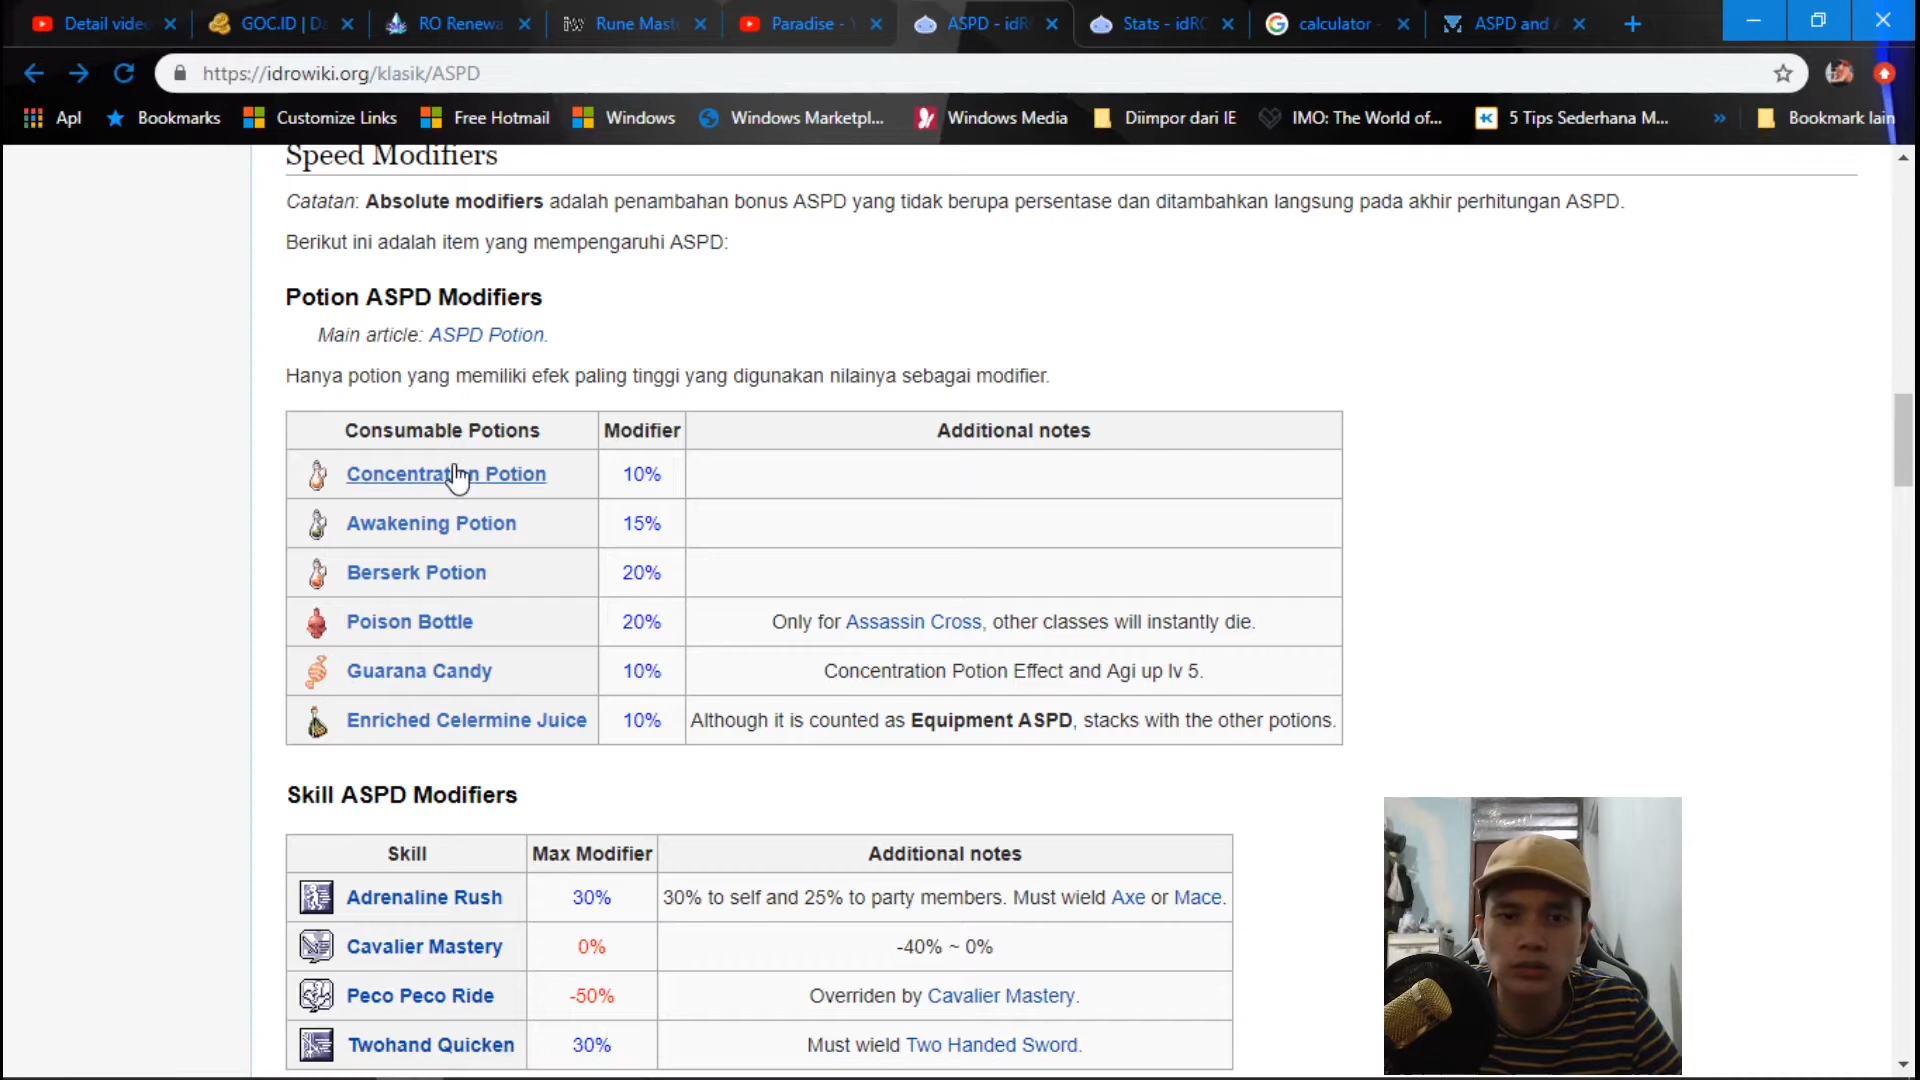 Detail vide
GOC.ID | Da
RO Renewa
Rune Mast
Paradise -
ASPD - idR
Stats - idRO
calculator -
ASPD and
https://idrowiki.org/klasik/ASPD
Apl
Bookmarks
Customize Links
Free Hotmail
Windows
Windows Marketpl...
Windows Media
Diimpor dari IE
IMO: The World of...
5 Tips Sederhana M...
»
Bookmark lain
Speed Modifiers
Catatan: Absolute modifiers adalah penambahan bonus ASPD yang tidak berupa persentase dan ditambahkan langsung pada akhir perhitungan ASPD.
Berikut ini adalah item yang mempengaruhi ASPD:
Potion ASPD Modifiers
Main article: ASPD Potion.
Hanya potion yang memiliki efek paling tinggi yang digunakan nilainya sebagai modifier.
Consumable Potions Modifier Additional notes
Concentration Potion 10%
Awakening Potion 15%
Berserk Potion 20%
Poison Bottle 20% Only for Assassin Cross, other classes will instantly die.
Guarana Candy 10% Concentration Potion Effect and Agi up lv 5.
Enriched Celermine Juice 10% Although it is counted as Equipment ASPD, stacks with the other potions.
Skill ASPD Modifiers
Skill Max Modifier Additional notes
Adrenaline Rush 30% 30% to self and 25% to party members. Must wield Axe or Mace.
Cavalier Mastery 0% -40% ~ 0%
Peco Peco Ride -50% Overriden by Cavalier Mastery.
Twohand Quicken 30% Must wield Two Handed Sword.